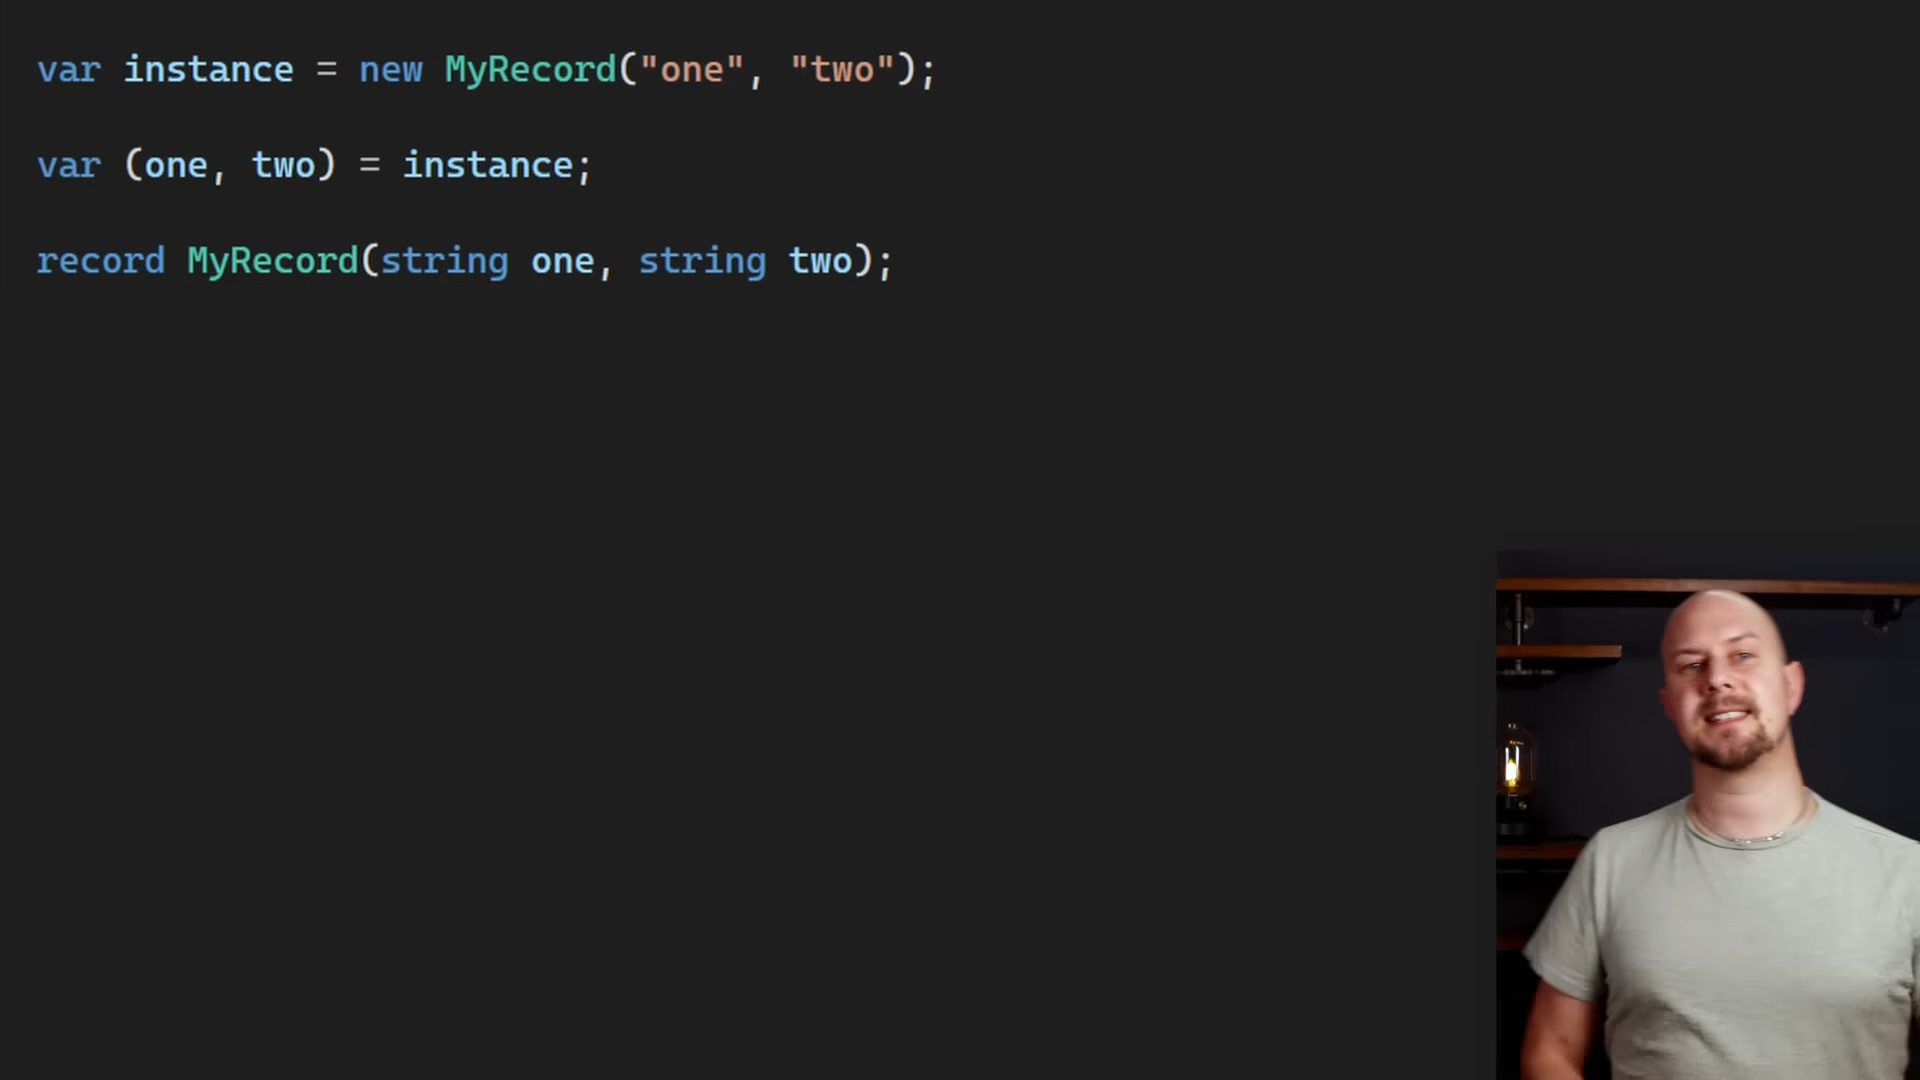 var instance = new MyRecord("one", "two");
var (one, two) = instance;
record MyRecord(string one, string two);